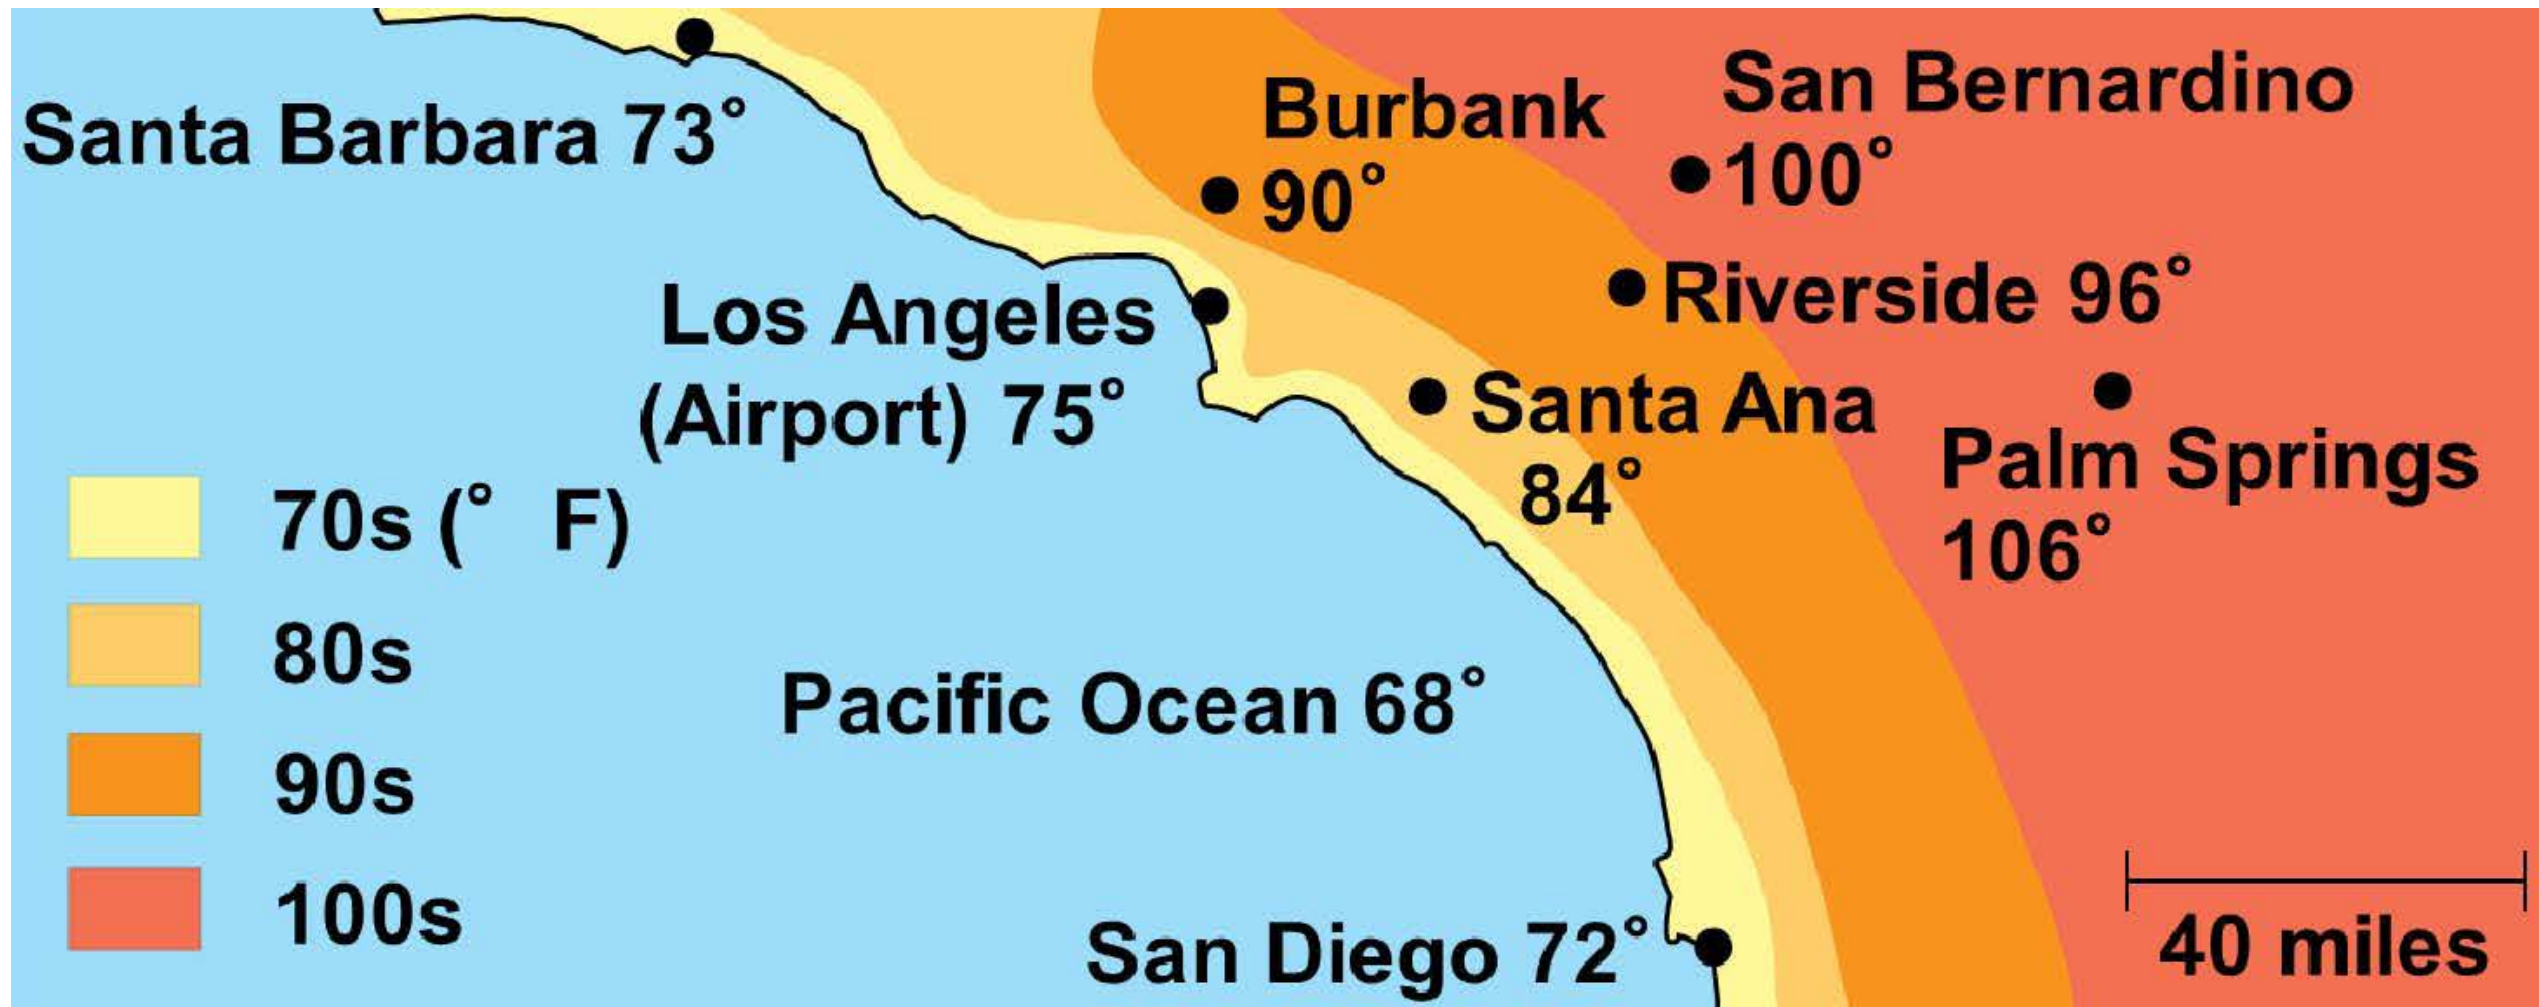 Santa Barbara 73°
Burbank
90°
San Bernardino
100°
Los Angeles
(Airport) 75°
Riverside 96°
Santa Ana
84°
Palm Springs
106°
70s (° F)
80s
90s
100s
Pacific Ocean 68°
San Diego 72°
40 miles